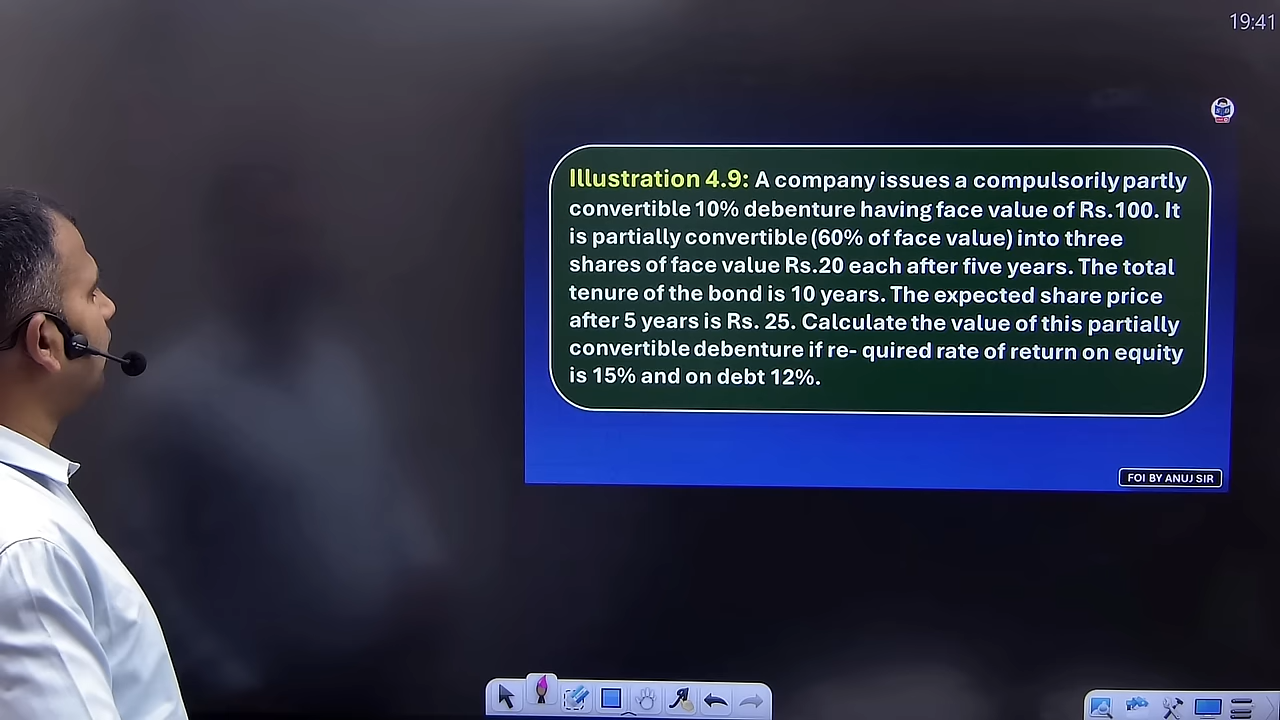 19:41
Illustration 4.9: A company issues a compulsorily partly
convertible 10% debenture having face value of Rs.100. It
is partially convertible (60% of face value) into three
shares of face value Rs.20 each after five years. The total
tenure of the bond is 10 years. The expected share price
after 5 years is Rs. 25. Calculate the value of this partially
convertible debenture if re- quired rate of return on equity
is 15% and on debt 12%.
FOI BY ANUJ SIR